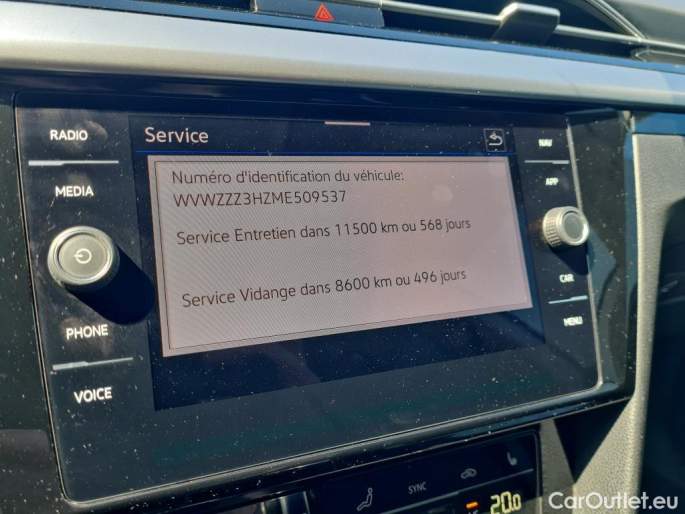 RADIO
MEDIA
PHONE
VOICE
Service
Numéro d'identification du véhicule:
WVWZZZ3HZME509537
Service Entretien dans 11500 km ou 568 jours
Service Vidange dans 8600 km ou 496 jours
NAV
APP
CAR
MENU
SYNC
20.0
CarOutlet.eu